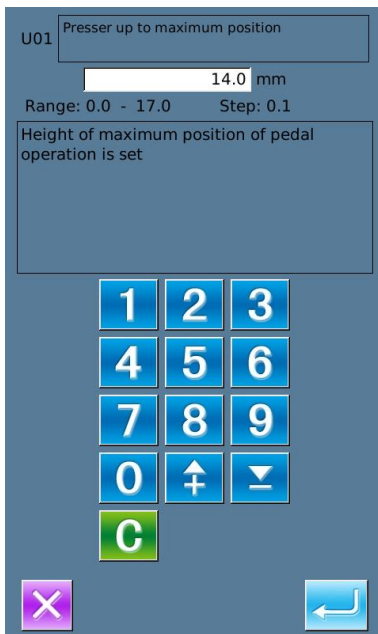 U01
Presser up to maximum position
14.0 mm
Range: 0.0 - 17.0 Step: 0.1
Height of maximum position of pedal
operation is set
1 2 3
4 5 6
7 8 9
0
C